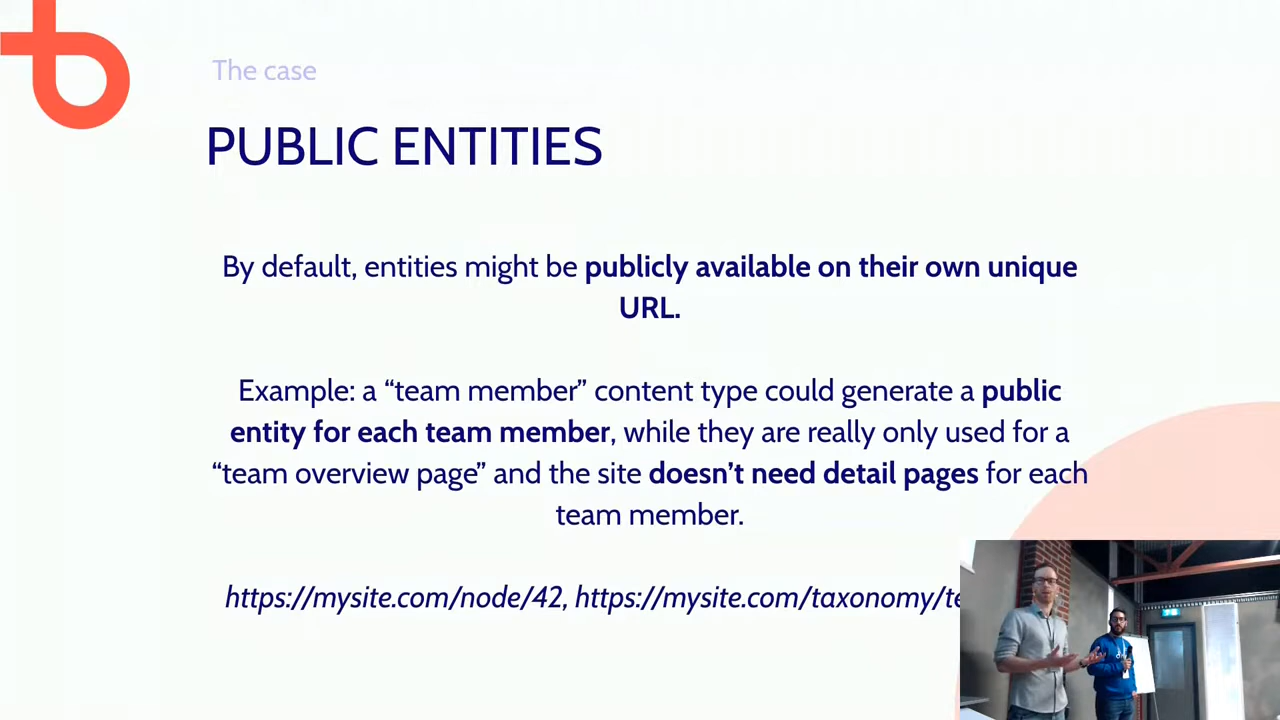 The case
PUBLIC ENTITIES
By default, entities might be publicly available on their own unique
URL.
Example: a “team member” content type could generate a public
entity for each team member, while they are really only used for a
“team overview page” and the site doesn’t need detail pages for each
team member.
https://mysite.com/node/42, https://mysite.com/taxonomy/te